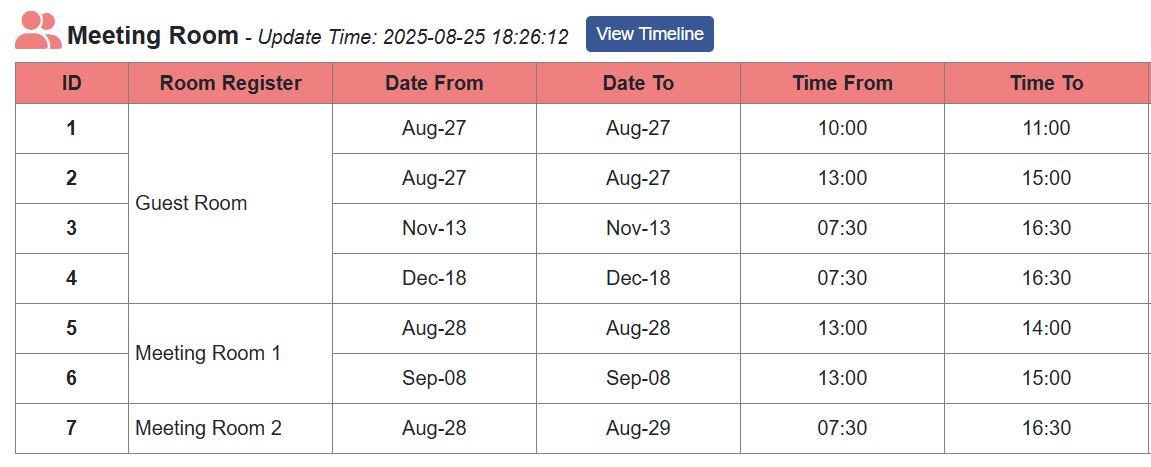 Meeting Room - Update Time: 2025-08-25 18:26:12 View Timeline
ID Room Register Date From Date To Time From Time To
1 Guest Room Aug-27 Aug-27 10:00 11:00
2 Aug-27 Aug-27 13:00 15:00
3 Nov-13 Nov-13 07:30 16:30
4 Dec-18 Dec-18 07:30 16:30
5 Meeting Room 1 Aug-28 Aug-28 13:00 14:00
6 Sep-08 Sep-08 13:00 15:00
7 Meeting Room 2 Aug-28 Aug-29 07:30 16:30